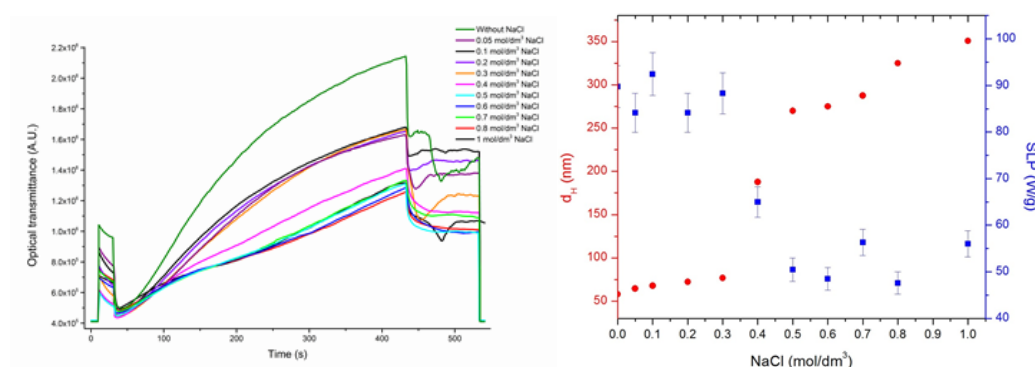 Without NaCl
0.05 mol/dm³ NaCl
0.1 mol/dm³ NaCl
0.2 mol/dm³ NaCl
0.3 mol/dm³ NaCl
0.4 mol/dm³ NaCl
0.5 mol/dm³ NaCl
0.6 mol/dm³ NaCl
0.7 mol/dm³ NaCl
0.8 mol/dm³ NaCl
1 mol/dm³ NaCl
Optical transmittance (A.U.)
2.2x10⁶
2.0x10⁶
1.8x10⁶
1.6x10⁶
1.4x10⁶
1.2x10⁶
1.0x10⁶
8.0x10⁵
6.0x10⁵
4.0x10⁵
0 100 200 300 400 500
Time (s)
d_H (nm)
350
300
250
200
150
100
50
0.0 0.1 0.2 0.3 0.4 0.5 0.6 0.7 0.8 0.9 1.0
NaCl (mol/dm³)
100
90
80
70
60
50
40
SLP (W/g)